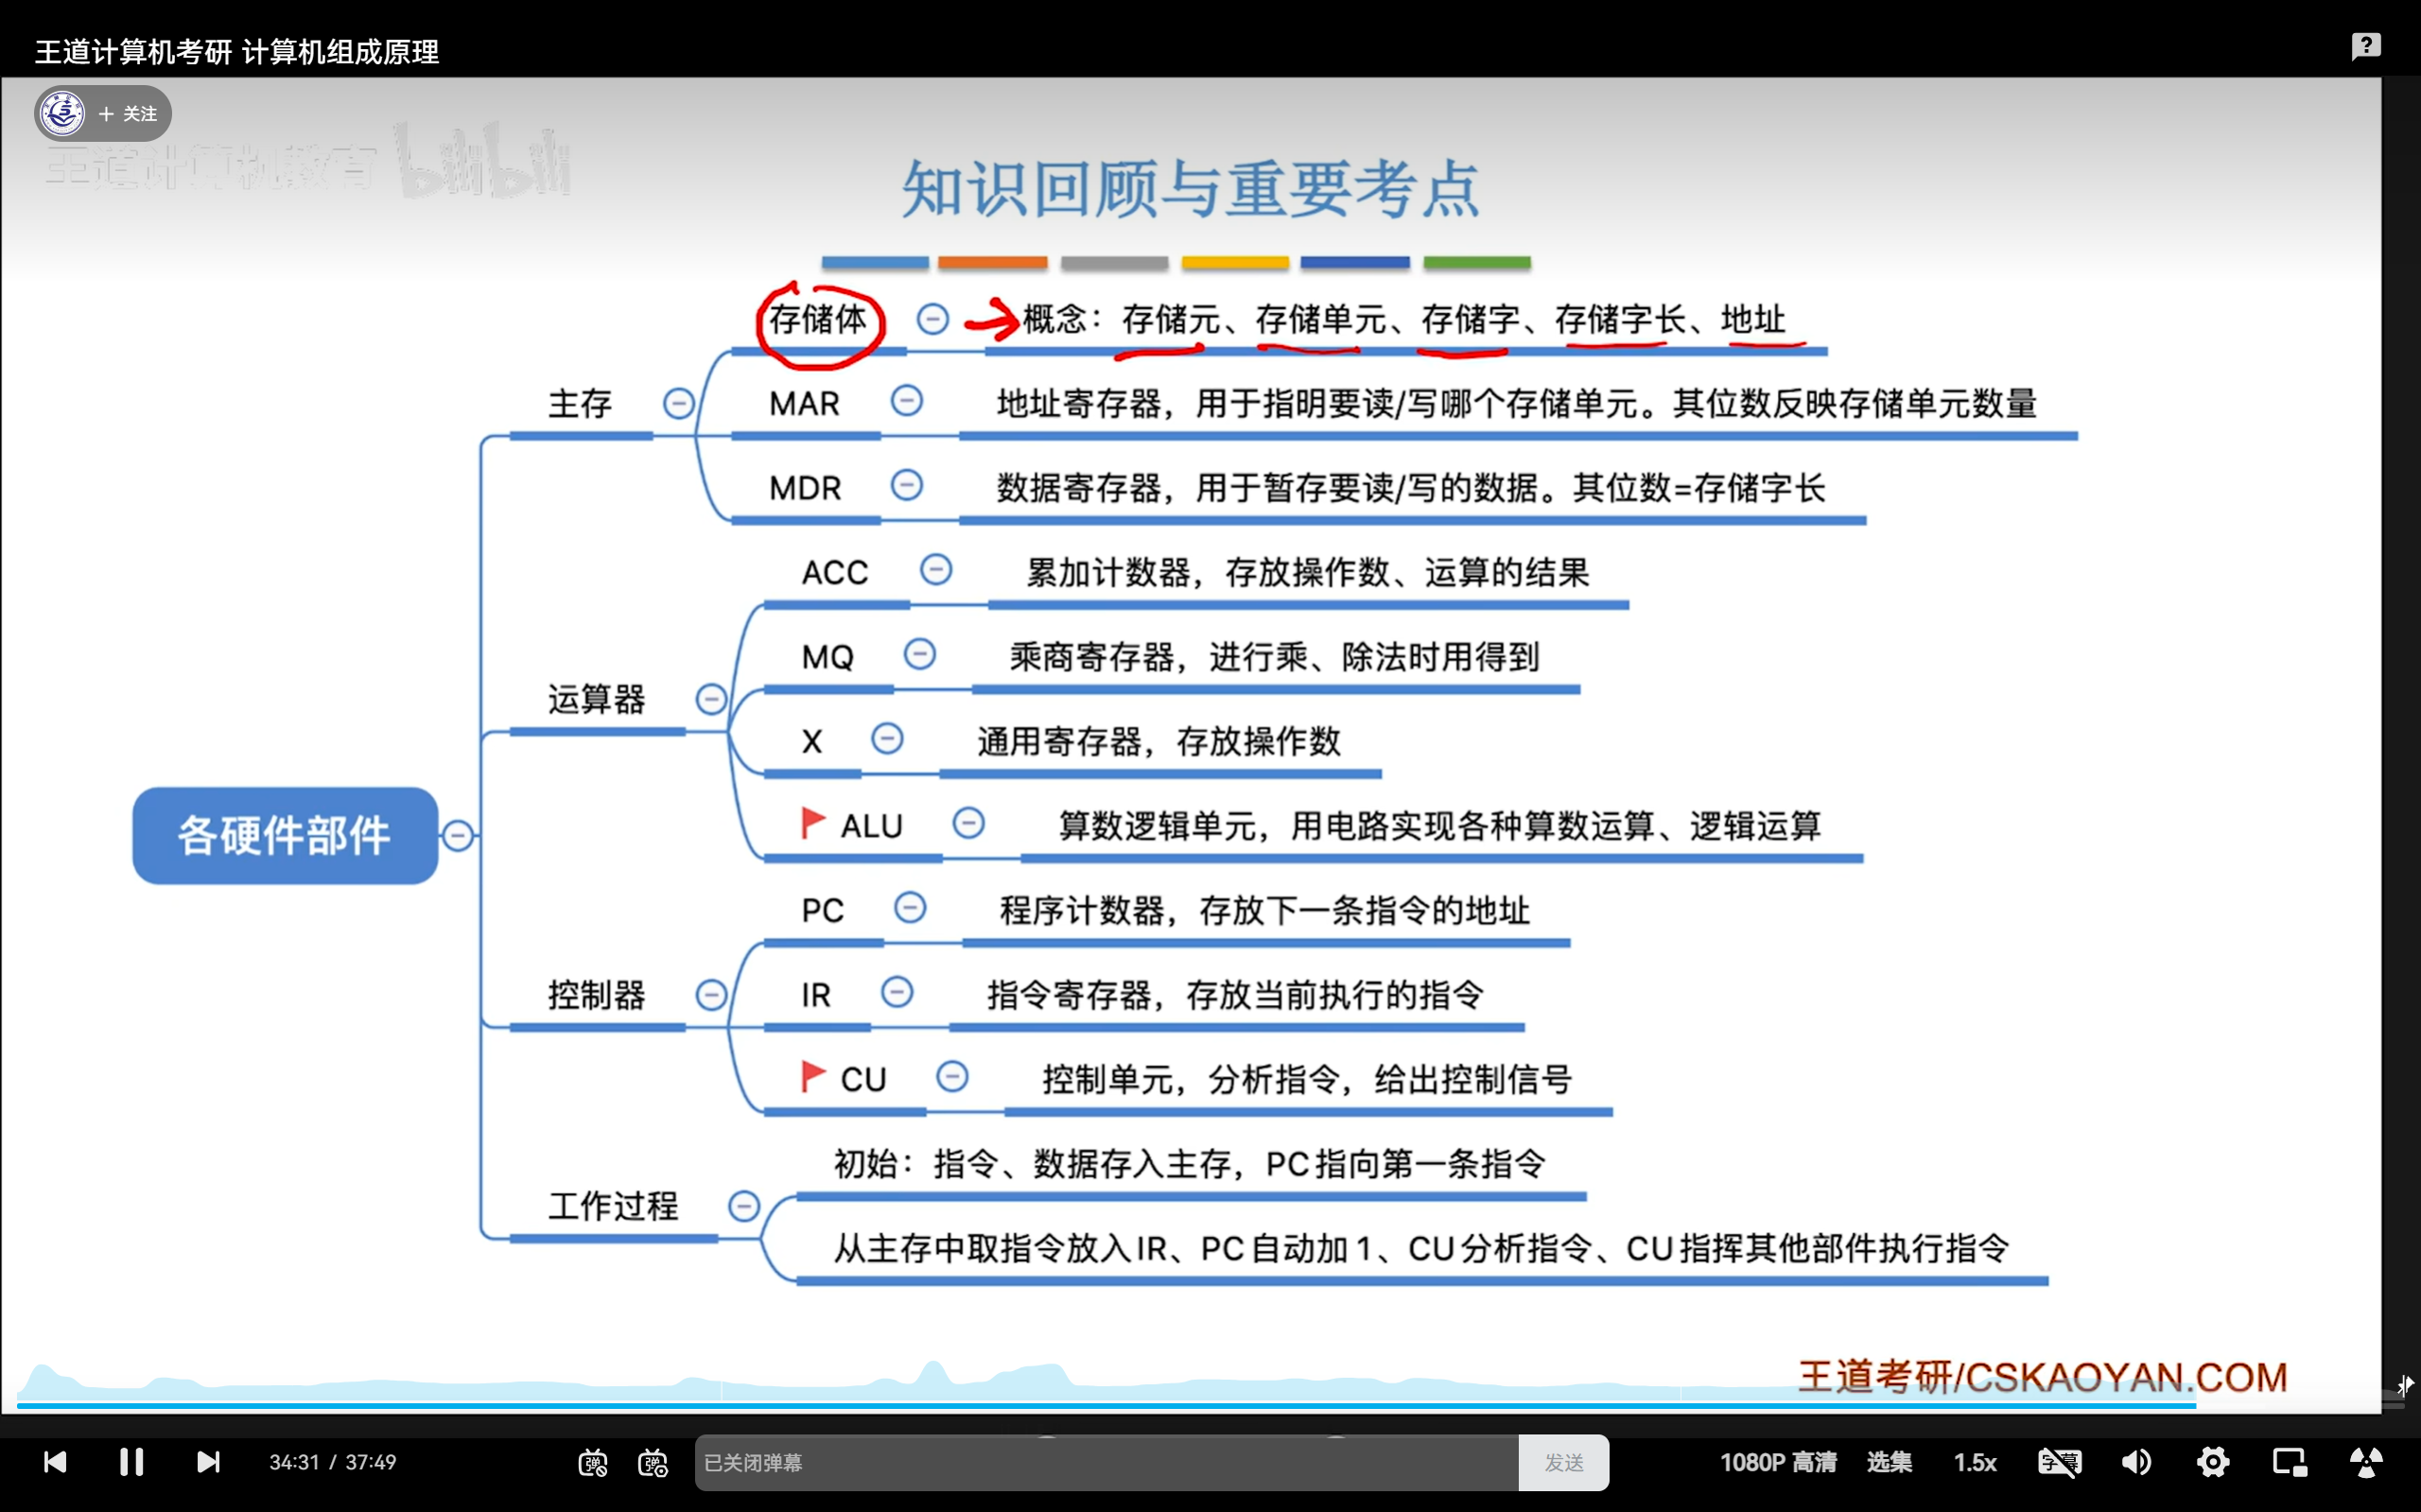 王道计算机考研 计算机组成原理
+ 关注
王道计算机教育 bilibili
知识回顾与重要考点
存储体
概念：存储元、存储单元、存储字、存储字长、地址
主存
MAR
地址寄存器，用于指明要读/写哪个存储单元。其位数反映存储单元数量
MDR
数据寄存器，用于暂存要读/写的数据。其位数=存储字长
ACC
累加计数器，存放操作数、运算的结果
MQ
乘商寄存器，进行乘、除法时用得到
运算器
X
通用寄存器，存放操作数
ALU
算数逻辑单元，用电路实现各种算数运算、逻辑运算
各硬件部件
PC
程序计数器，存放下一条指令的地址
控制器
IR
指令寄存器，存放当前执行的指令
CU
控制单元，分析指令，给出控制信号
初始：指令、数据存入主存，PC指向第一条指令
工作过程
从主存中取指令放入IR、PC自动加1、CU分析指令、CU指挥其他部件执行指令
王道考研/CSKAOYAN.COM
34:31 / 37:49
弹
弹
已关闭弹幕
发送
1080P 高清
选集
1.5x
字幕